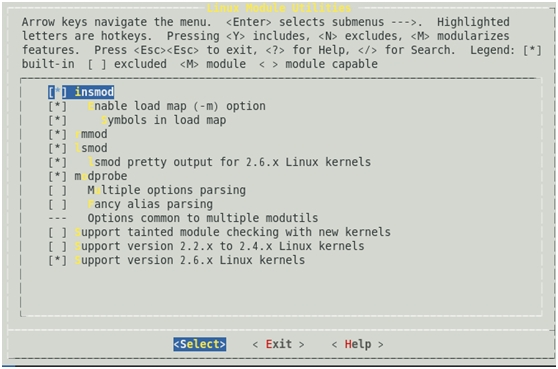 Linux Module Utilities
Arrow keys navigate the menu. <Enter> selects submenus --->. Highlighted
letters are hotkeys. Pressing <Y> includes, <N> excludes, <M> modularizes
features. Press <Esc><Esc> to exit, <?> for Help, </> for Search. Legend: [*]
built-in [ ] excluded <M> module < > module capable
[*] insmod
[*] Enable load map (-m) option
[*] Symbols in load map
[*] rmmod
[*] lsmod
[*] lsmod pretty output for 2.6.x Linux kernels
[*] modprobe
[ ] Multiple options parsing
[ ] Fancy alias parsing
--- Options common to multiple modutils
[ ] Support tainted module checking with new kernels
[ ] Support version 2.2.x to 2.4.x Linux kernels
[*] Support version 2.6.x Linux kernels
<Select> < Exit > < Help >